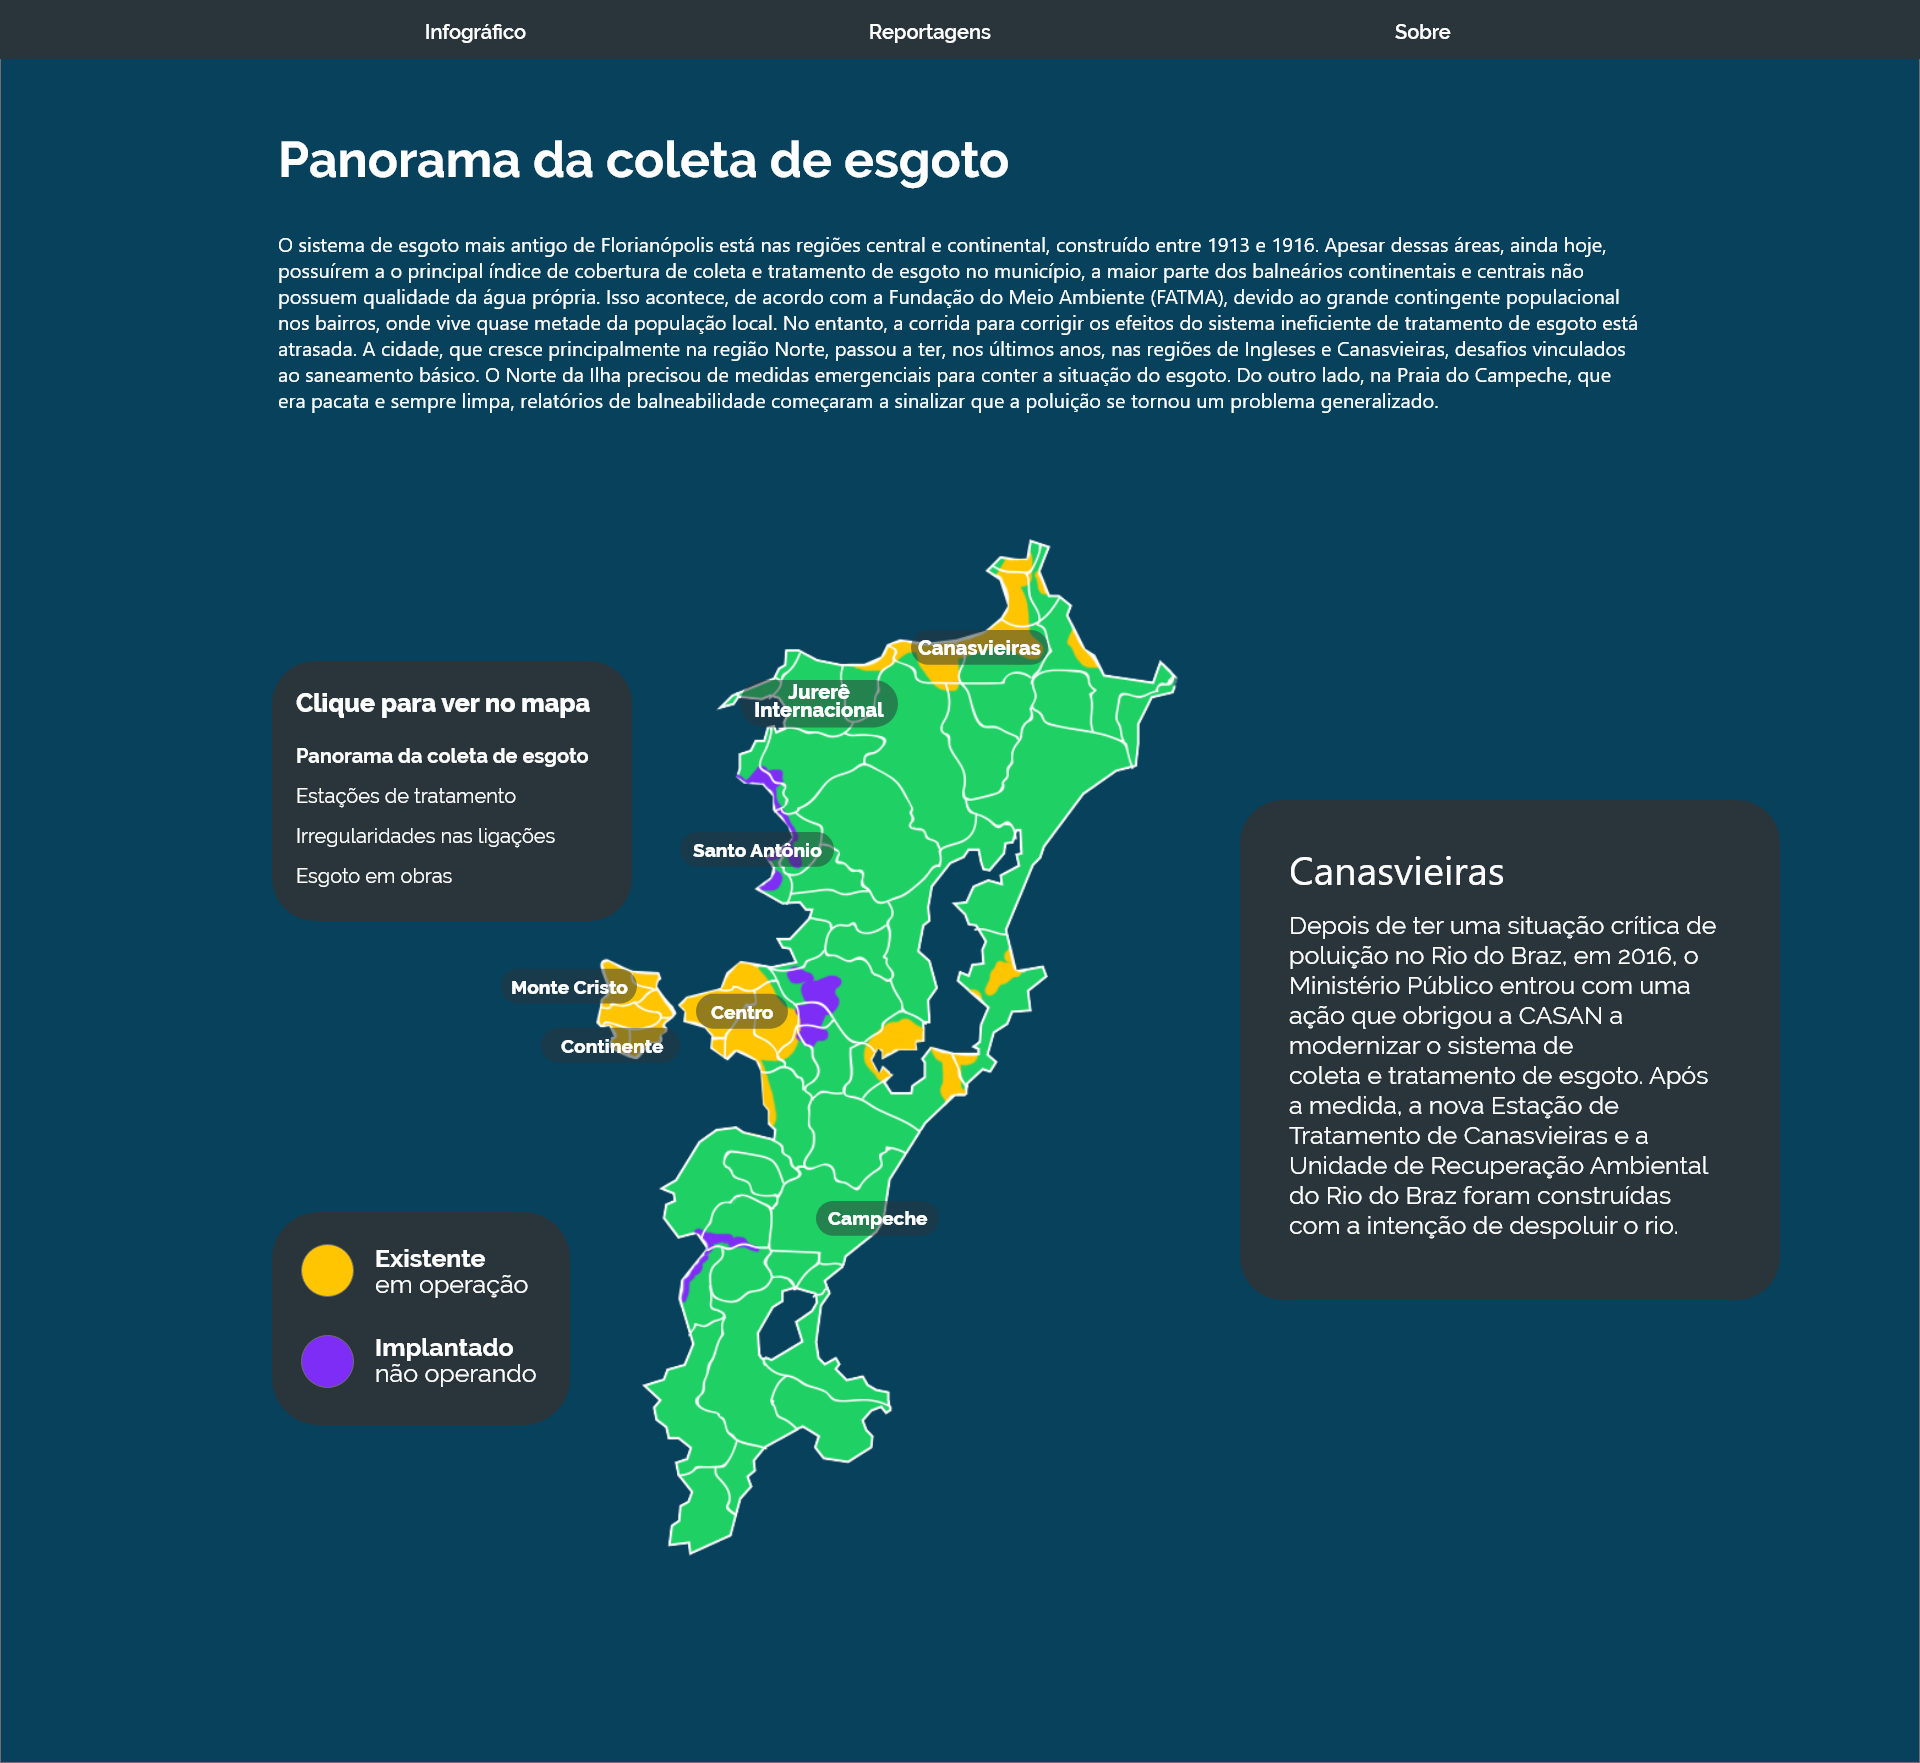 Infográfico
Reportagens
Sobre
Panorama da coleta de esgoto
O sistema de esgoto mais antigo de Florianópolis está nas regiões central e continental, construído entre 1913 e 1916. Apesar dessas áreas, ainda hoje,
possuírem a o principal índice de cobertura de coleta e tratamento de esgoto no município, a maior parte dos balneários continentais e centrais não
possuem qualidade da água própria. Isso acontece, de acordo com a Fundação do Meio Ambiente (FATMA), devido ao grande contingente populacional
nos bairros, onde vive quase metade da população local. No entanto, a corrida para corrigir os efeitos do sistema ineficiente de tratamento de esgoto está
atrasada. A cidade, que cresce principalmente na região Norte, passou a ter, nos últimos anos, nas regiões de Ingleses e Canasvieiras, desafios vinculados
ao saneamento básico. O Norte da Ilha precisou de medidas emergenciais para conter a situação do esgoto. Do outro lado, na Praia do Campeche, que
era pacata e sempre limpa, relatórios de balneabilidade começaram a sinalizar que a poluição se tornou um problema generalizado.
Clique para ver no mapa
Panorama da coleta de esgoto
Estações de tratamento
Irregularidades nas ligações
Esgoto em obras
Canasvieiras
Jurerê
Internacional
Santo Antônio
Monte Cristo
Centro
Continente
Campeche
Existente
em operação
Implantado
não operando
Canasvieiras
Depois de ter uma situação crítica de
poluição no Rio do Braz, em 2016, o
Ministério Público entrou com uma
ação que obrigou a CASAN a
modernizar o sistema de
coleta e tratamento de esgoto. Após
a medida, a nova Estação de
Tratamento de Canasvieiras e a
Unidade de Recuperação Ambiental
do Rio do Braz foram construídas
com a intenção de despoluir o rio.